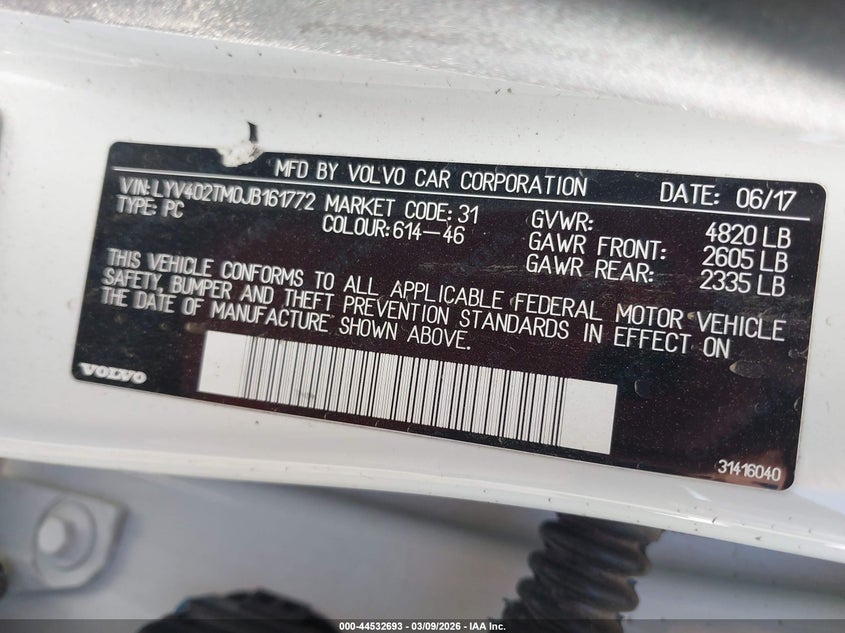 MFD BY VOLVO CAR CORPORATION DATE: 06/17
VIN: LYV402TM0JB161772 MARKET CODE: 31 GVWR: 4820 LB
TYPE: PC COLOUR: 614-46 GAWR FRONT: 2605 LB
GAWR REAR: 2335 LB
THIS VEHICLE CONFORMS TO ALL APPLICABLE FEDERAL MOTOR VEHICLE
SAFETY, BUMPER AND THEFT PREVENTION STANDARDS IN EFFECT ON
THE DATE OF MANUFACTURE SHOWN ABOVE.
VOLVO
31416040
000-44532693 | 03/09/2026 | IAA Inc.